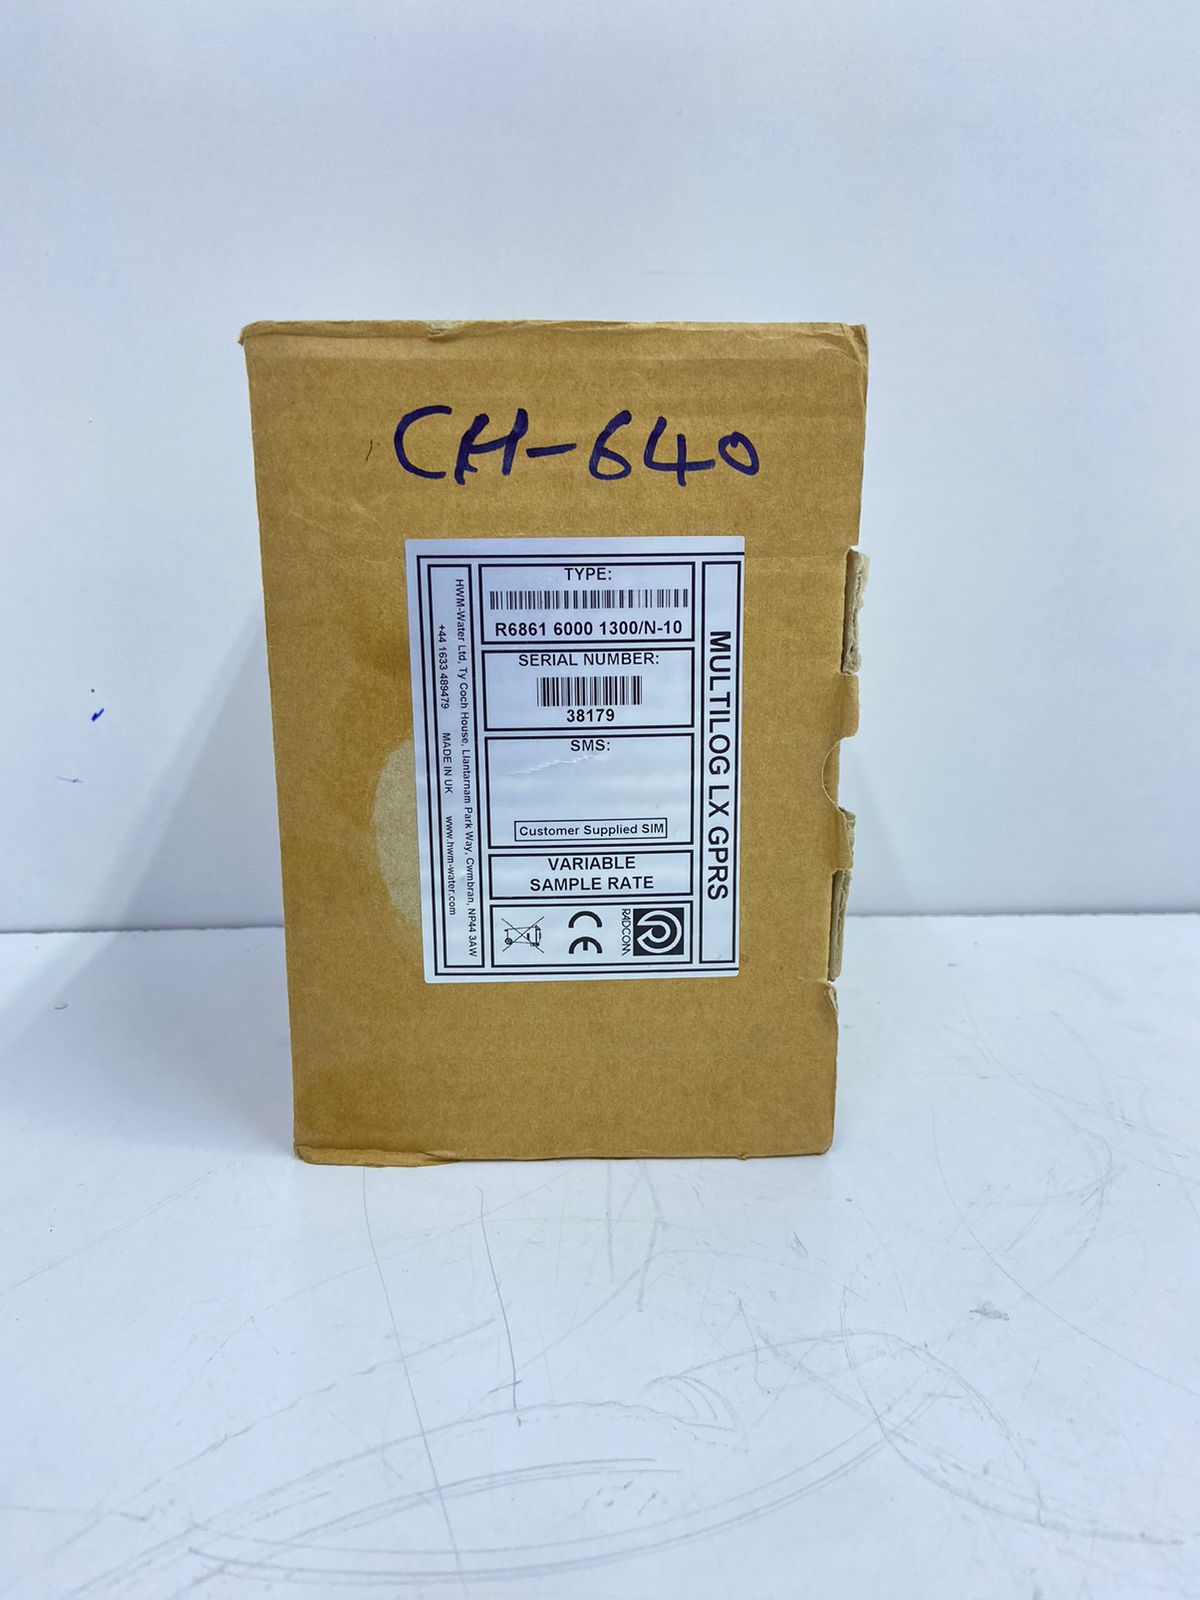 CH-640
TYPE:
R6861 6000 1300/N-10
SERIAL NUMBER:
38179
SMS:
Customer Supplied SIM
VARIABLE
SAMPLE RATE
CE
RADCOM
MULTILOG LX GPRS
HWM-Water Ltd, Ty Coch House, Llantarnam Park Way, Cwmbran, NP44 3AW
+44 1633 489479 MADE IN UK www.hwm-water.com